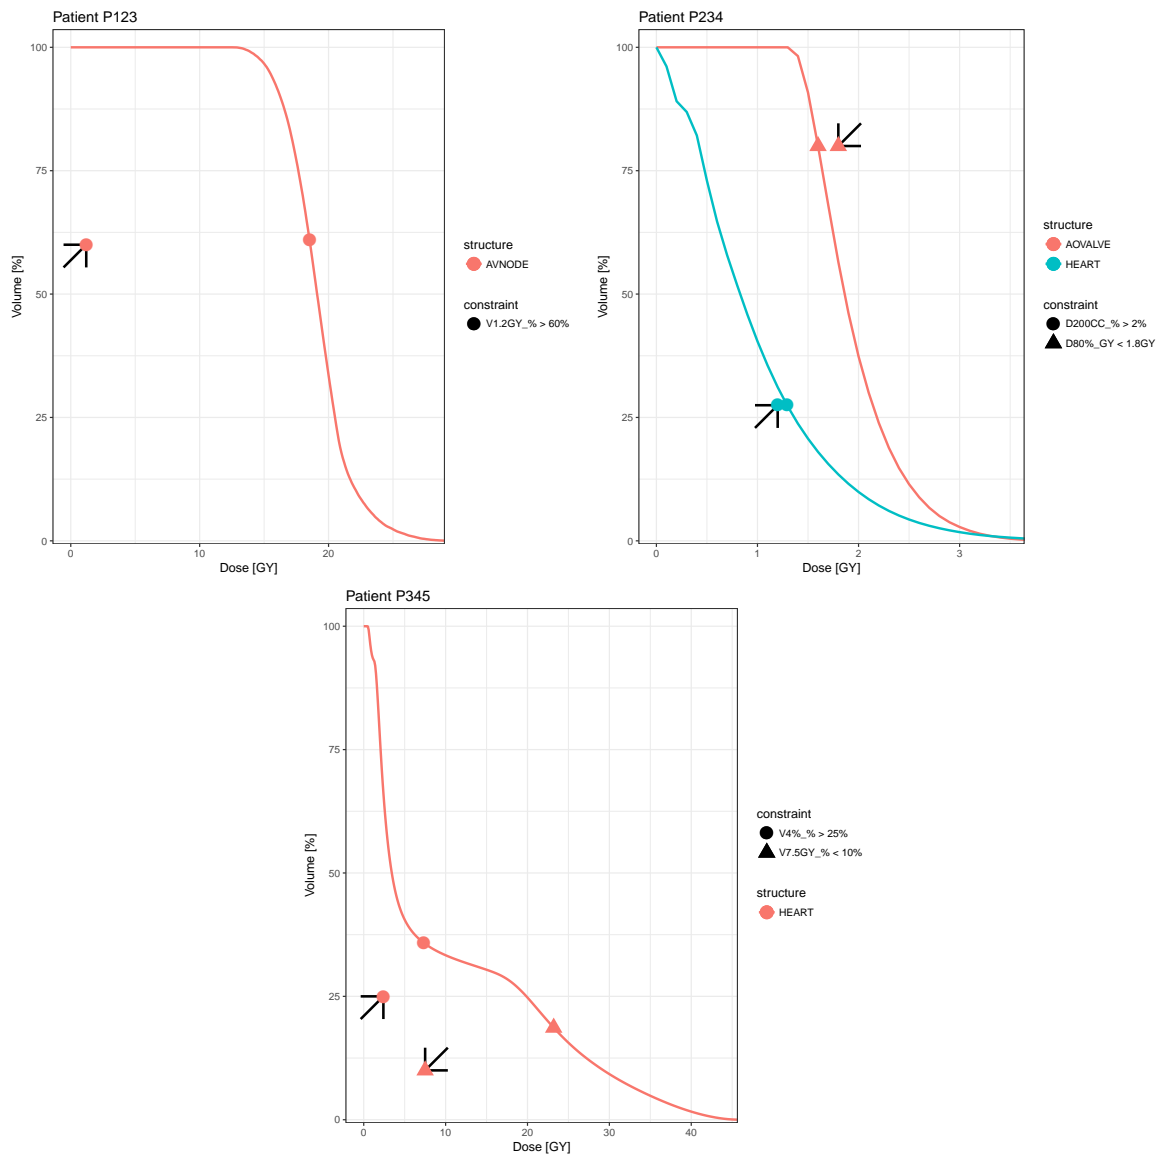 Patient P123
100
75
50
25
0
Volume [%]
0 10 20
Dose [GY]
structure
AVNODE
constraint
V1.2GY_% > 60%
Patient P234
100
75
50
25
0
Volume [%]
0 1 2 3
Dose [GY]
structure
AOVALVE
HEART
constraint
D200CC_% > 2%
D80%_GY < 1.8GY
Patient P345
100
75
50
25
0
Volume [%]
0 10 20 30 40
Dose [GY]
constraint
V4%_% > 25%
V7.5GY_% < 10%
structure
HEART